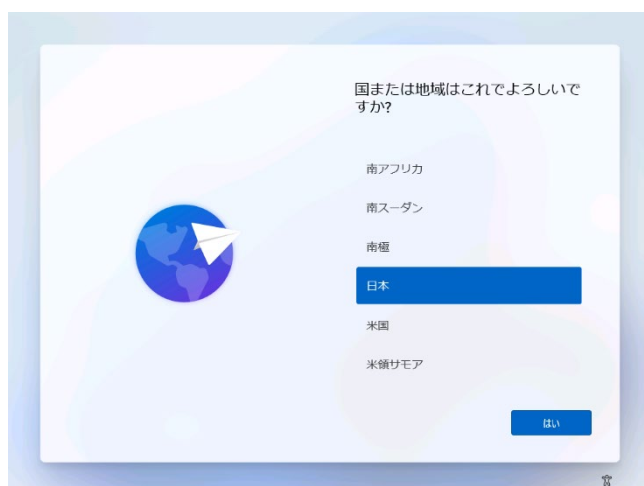 国または地域はこれでよろしいで
すか?
南アフリカ
南スーダン
南極
日本
米国
米領サモア
はい